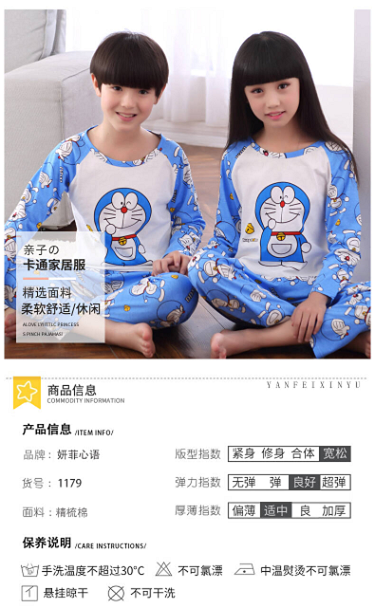 亲子の
卡通家居服
精选面料
柔软舒适/休闲
商品信息
COMMODITY INFORMATION
YANFEIXINYU
产品信息 /ITEM INFO/
品牌：妍菲心语
版型指数 紧身 修身 合体 宽松
货号：1179
弹力指数 无弹 弹 良好 超弹
面料：精梳棉
厚薄指数 偏薄 适中 良 加厚
保养说明 /CARE INSTRUCTIONS/
手洗温度不超过30°C 不可氯漂 中温熨烫不可氯漂
悬挂晾干 不可干洗